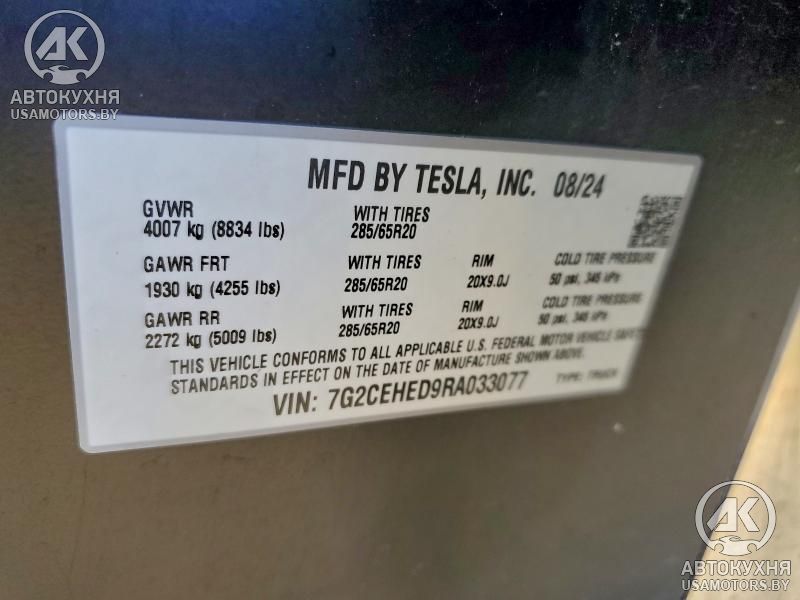 АК
АВТОКУХНЯ
USAMOTORS.BY
MFD BY TESLA, INC. 08/24
GVWR WITH TIRES
4007 kg (8834 lbs) 285/65R20
GAWR FRT WITH TIRES RIM COLD TIRE PRESSURE
1930 kg (4255 lbs) 285/65R20 20X9.0J 50 psi, 345 kPa
GAWR RR WITH TIRES RIM COLD TIRE PRESSURE
2272 kg (5009 lbs) 285/65R20 20X9.0J 50 psi, 345 kPa
THIS VEHICLE CONFORMS TO ALL APPLICABLE U.S. FEDERAL MOTOR VEHICLE SAFETY
STANDARDS IN EFFECT ON THE DATE OF MANUFACTURE SHOWN ABOVE.
VIN: 7G2CEHED9RA033077 TYPE: TRUCK
АК
АВТОКУХНЯ
USAMOTORS.BY